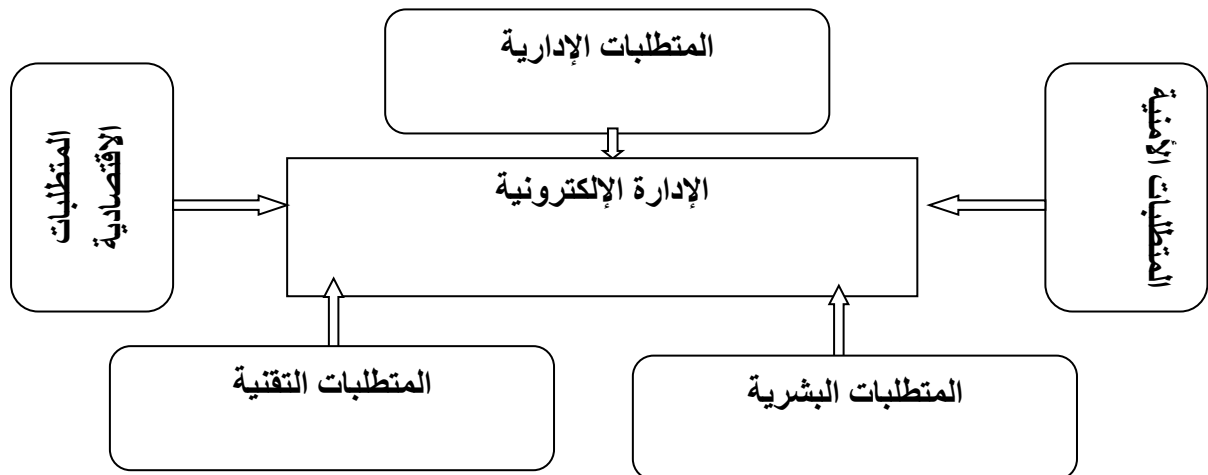 المتطلبات الإدارية
المتطلبات الأمنية
المتطلبات
الاقتصادية
الإدارة الإلكترونية
المتطلبات البشرية
المتطلبات التقنية